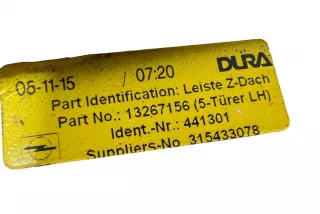 DURA
05-11-15 / 07:20
Part Identification: Leiste Z-Dach
Part No.: 13267156 (5-Türer LH)
Ident.-Nr.: 441301
Suppliers-No. 315433078